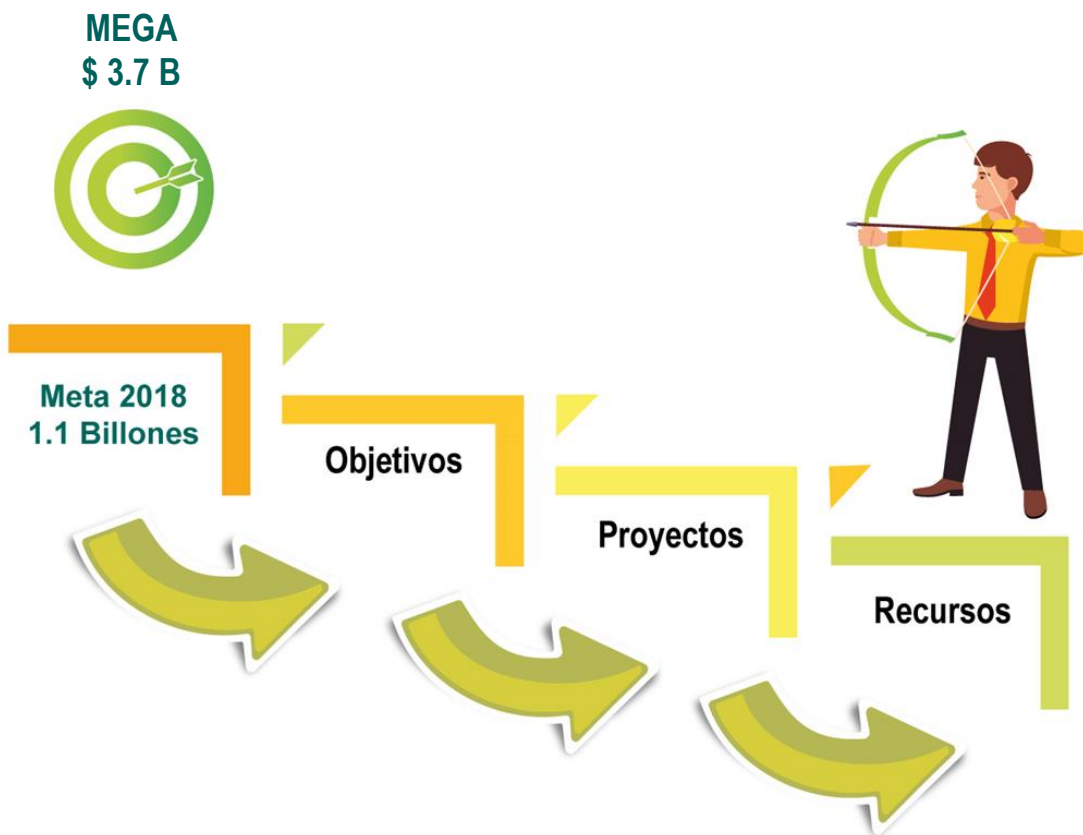 MEGA
$ 3.7 B
Meta 2018
1.1 Billones
Objetivos
Proyectos
Recursos